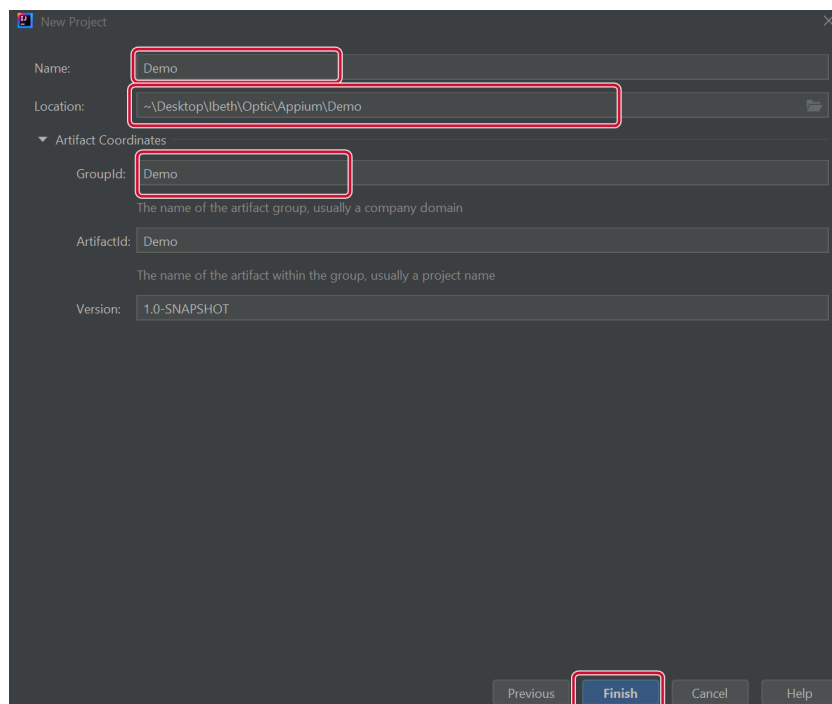 New Project
Name: Demo
Location: ~\Desktop\Ibeth\Optic\Appium\Demo
Artifact Coordinates
GroupId: Demo
The name of the artifact group, usually a company domain
ArtifactId: Demo
The name of the artifact within the group, usually a project name
Version: 1.0-SNAPSHOT
Previous Finish Cancel Help